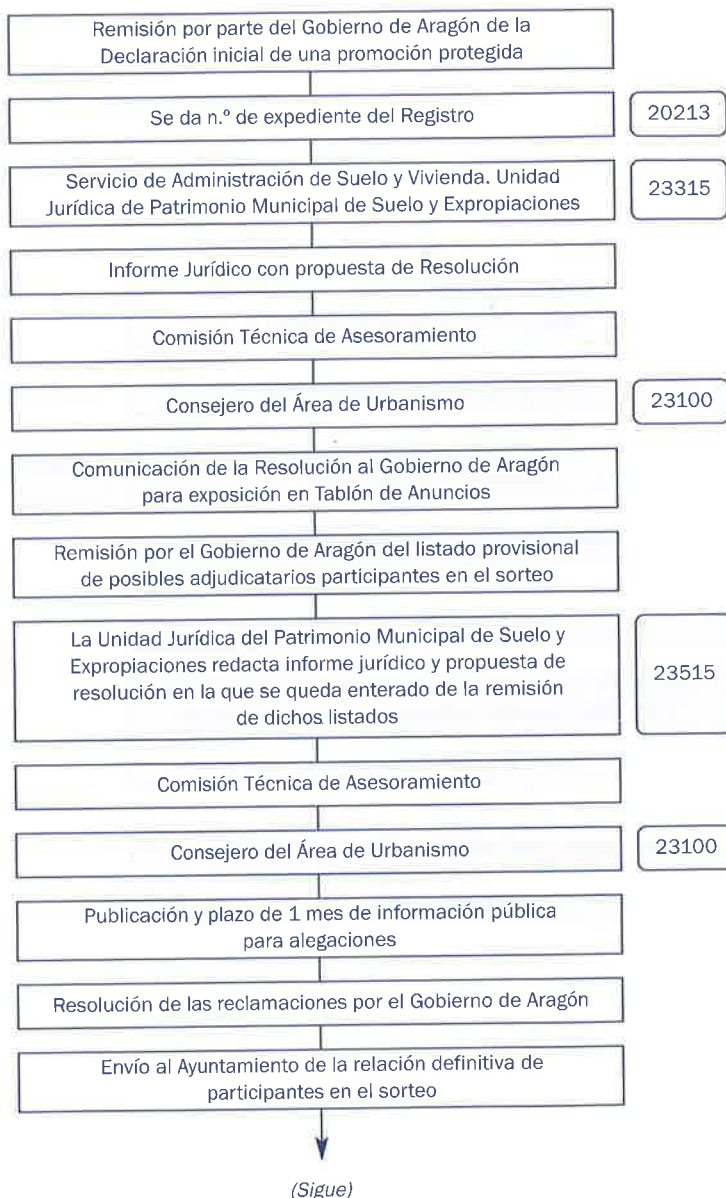 Remisión por parte del Gobierno de Aragón de la
Declaración inicial de una promoción protegida
Se da n.º de expediente del Registro
20213
Servicio de Administración de Suelo y Vivienda. Unidad
Jurídica de Patrimonio Municipal de Suelo y Expropiaciones
23315
Informe Jurídico con propuesta de Resolución
Comisión Técnica de Asesoramiento
Consejero del Área de Urbanismo
23100
Comunicación de la Resolución al Gobierno de Aragón
para exposición en Tablón de Anuncios
Remisión por el Gobierno de Aragón del listado provisional
de posibles adjudicatarios participantes en el sorteo
La Unidad Jurídica del Patrimonio Municipal de Suelo y
Expropiaciones redacta informe jurídico y propuesta de
resolución en la que se queda enterado de la remisión
de dichos listados
23515
Comisión Técnica de Asesoramiento
Consejero del Área de Urbanismo
23100
Publicación y plazo de 1 mes de información pública
para alegaciones
Resolución de las reclamaciones por el Gobierno de Aragón
Envío al Ayuntamiento de la relación definitiva de
participantes en el sorteo
(Sigue)